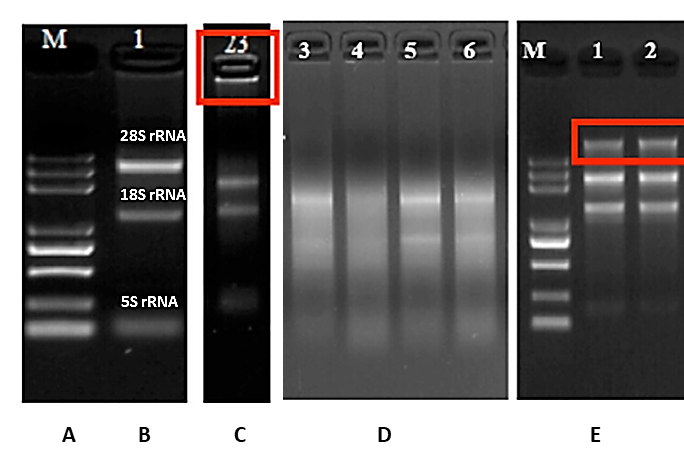 M 1
28S rRNA
18S rRNA
5S rRNA
23
3 4 5 6
M 1 2
A B C D E